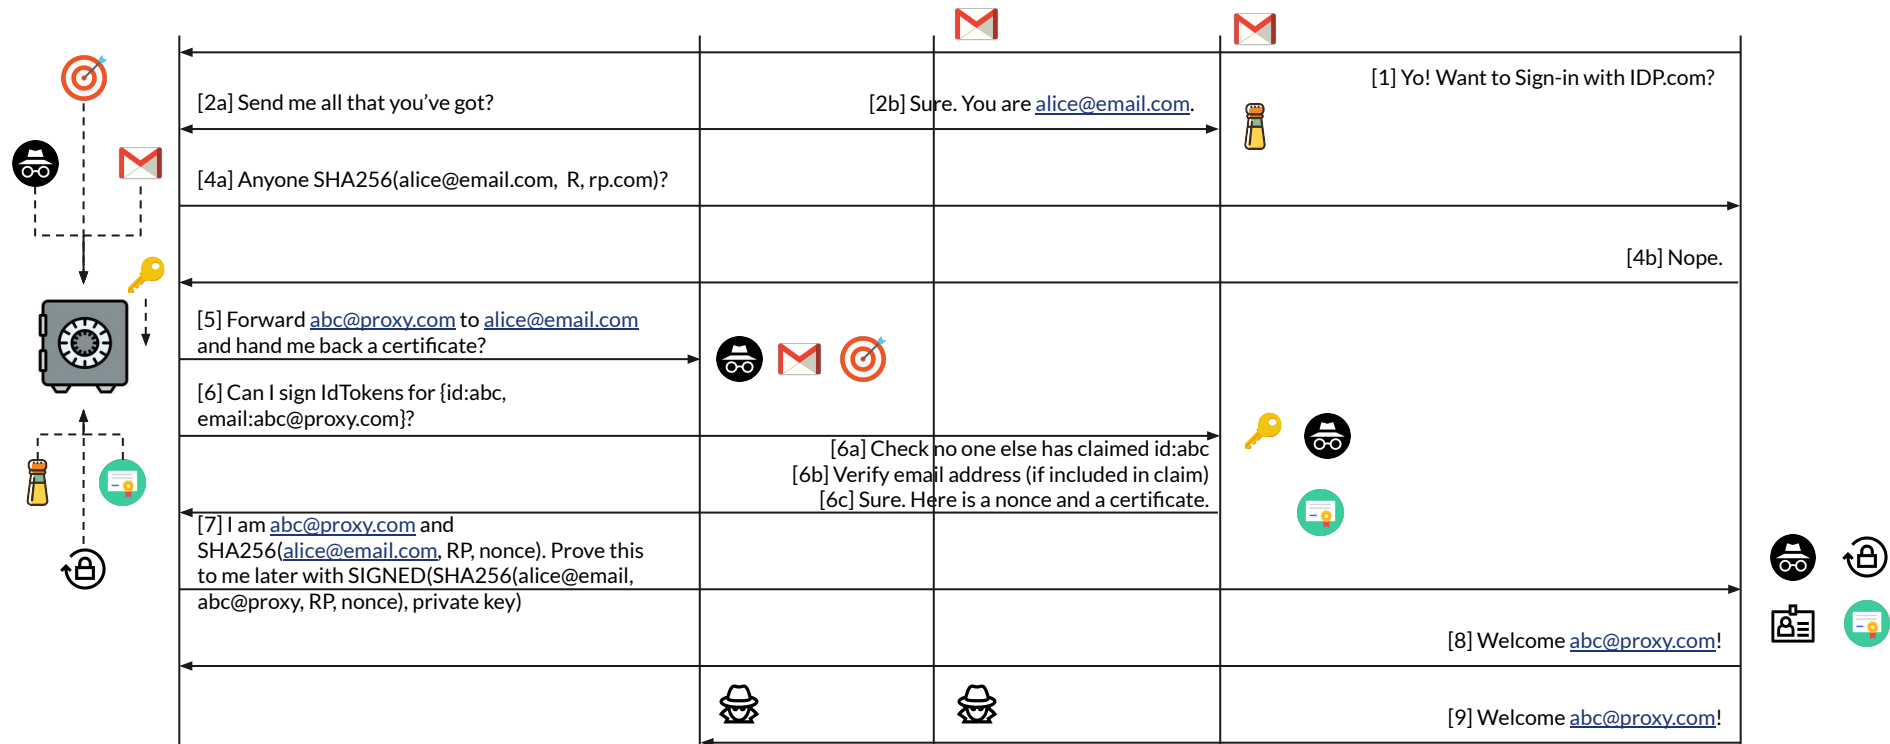 [1] Yo! Want to Sign-in with IDP.com?
[2a] Send me all that you’ve got?
[2b] Sure. You are alice@email.com.
[4a] Anyone SHA256(alice@email.com,  R, rp.com)?
[4b] Nope.
[5] Forward abc@proxy.com to alice@email.com
and hand me back a certificate?
[6] Can I sign IdTokens for {id:abc,
email:abc@proxy.com}?
[6a] Check no one else has claimed id:abc
[6b] Verify email address (if included in claim)
[6c] Sure. Here is a nonce and a certificate.
[7] I am abc@proxy.com and
SHA256(alice@email.com, RP, nonce). Prove this
to me later with SIGNED(SHA256(alice@email,
abc@proxy, RP, nonce), private key)
[8] Welcome abc@proxy.com!
[9] Welcome abc@proxy.com!